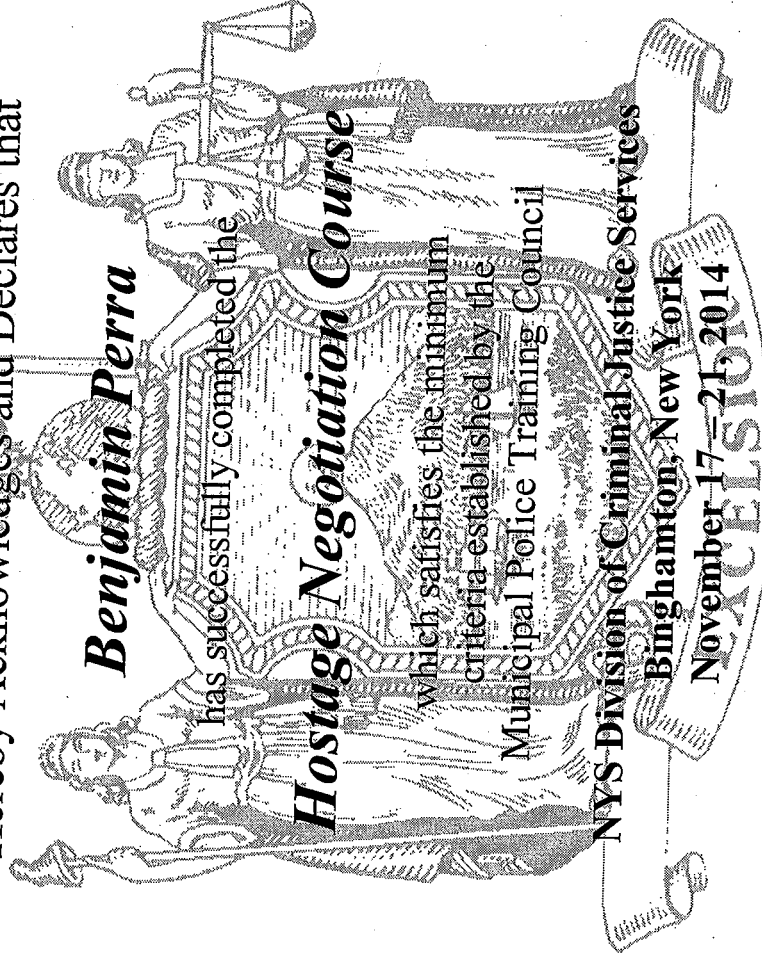 Hereby Acknowledges and Declares that
Benjamin Perra
has successfully completed the
Hostage Negotiation Course
which satisfies the minimum
criteria established by the
Municipal Police Training Council
NYS Division of Criminal Justice Services
Binghamton, New York
November 17 – 21, 2014
EXCELSIOR